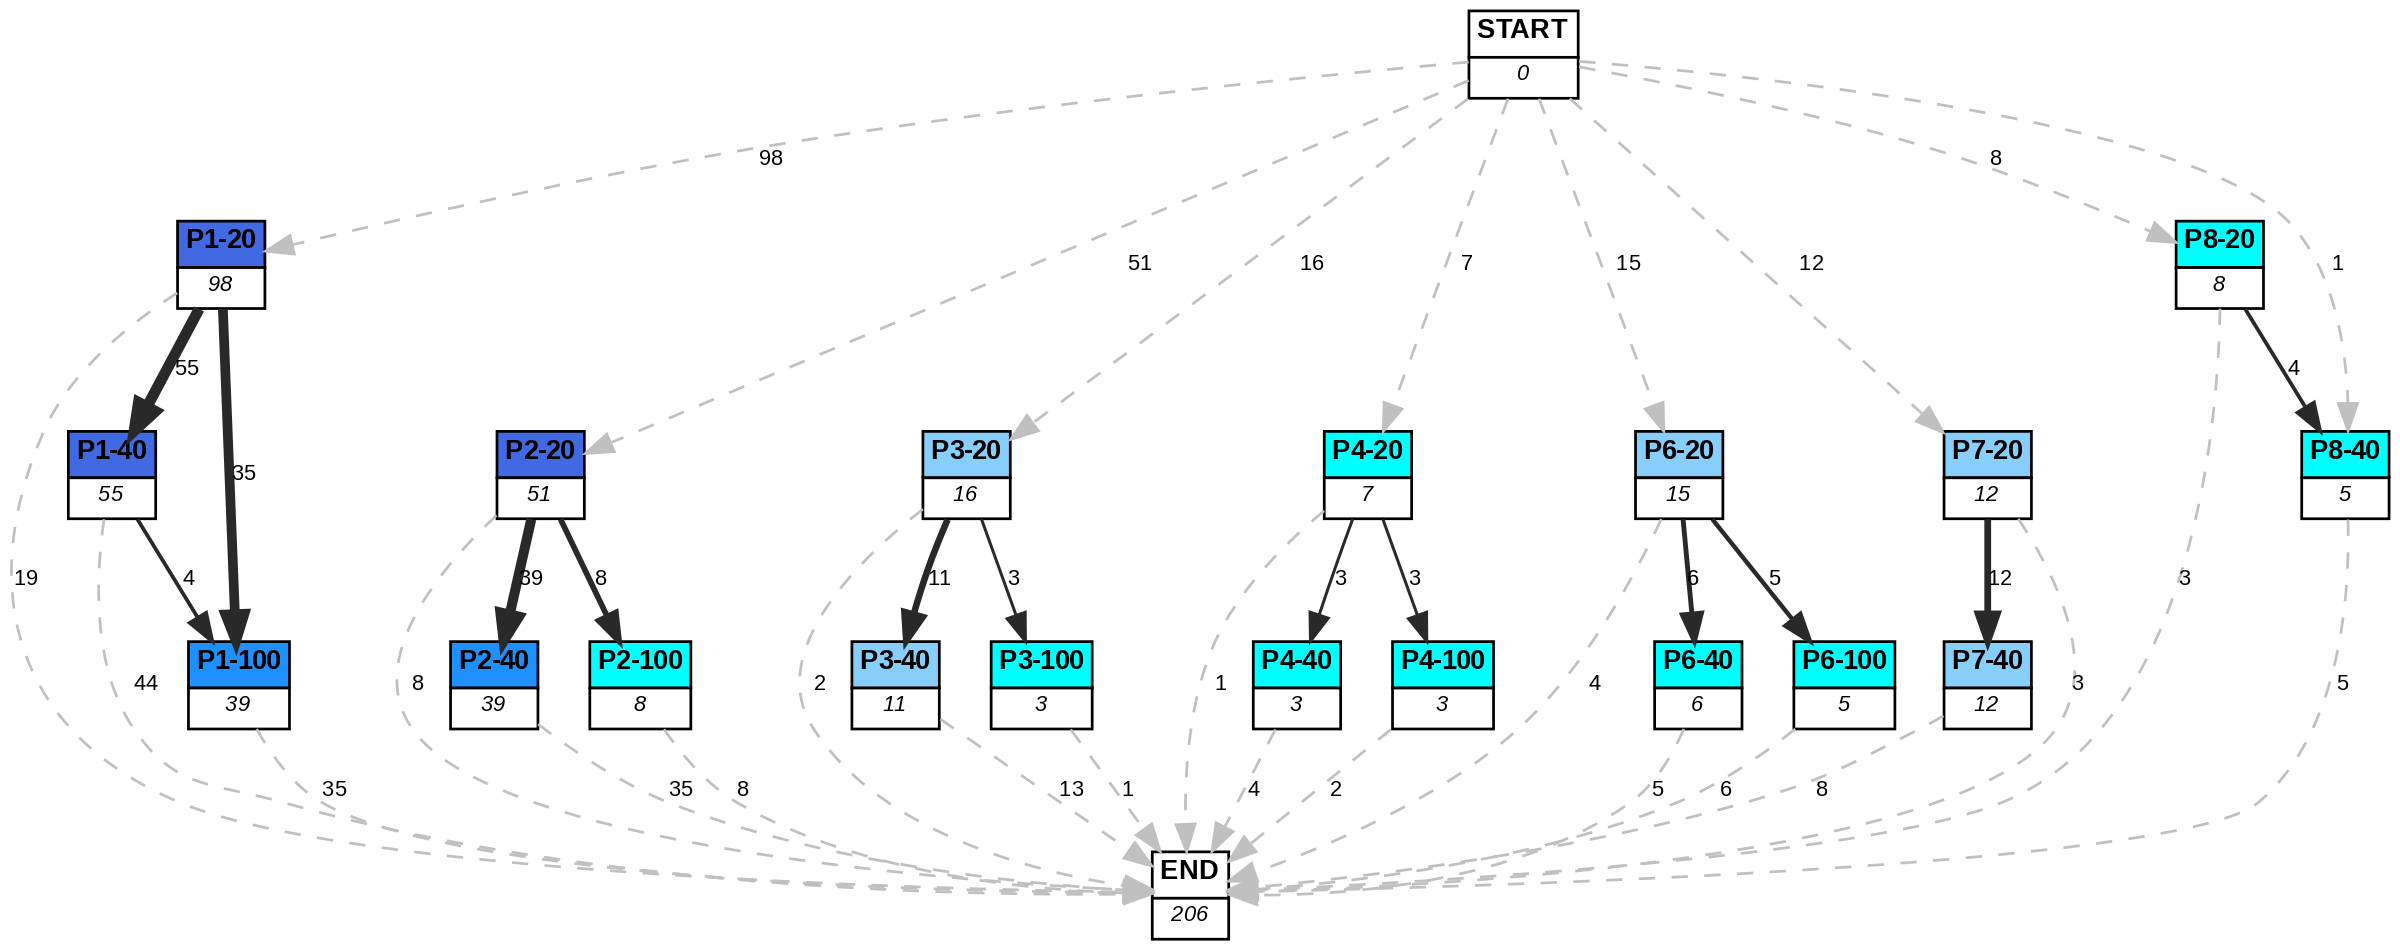 START
0
98
8
P1-20
98
P8-20
8
51
16
7
15
12
1
55
4
P1-40
55
35
P2-20
51
P3-20
16
P4-20
7
P6-20
15
P7-20
12
P8-40
5
19
4
39
8
11
3
3
3
6
5
12
3
44
P1-100
39
8
P2-40
39
P2-100
8
2
P3-40
11
P3-100
3
1
P4-40
3
P4-100
3
4
P6-40
6
P6-100
5
P7-40
12
3
5
35
35
8
13
1
4
2
5
6
8
END
206